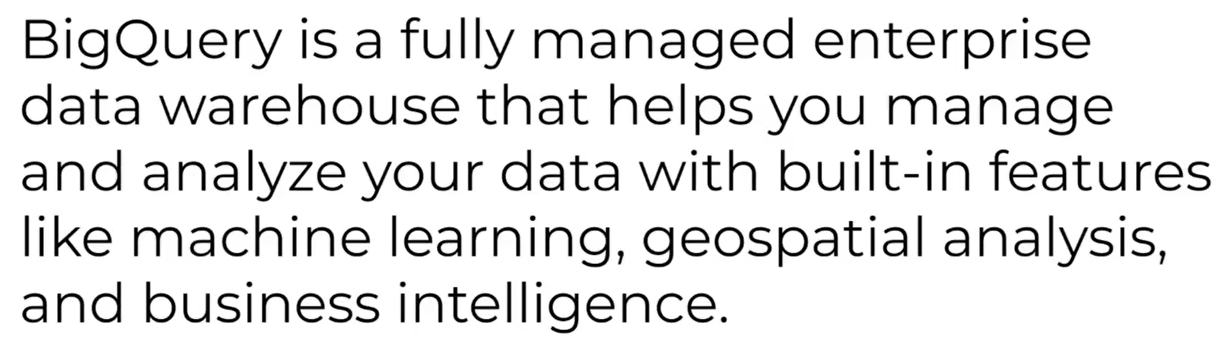 BigQuery is a fully managed enterprise
data warehouse that helps you manage
and analyze your data with built-in features
like machine learning, geospatial analysis,
and business intelligence.